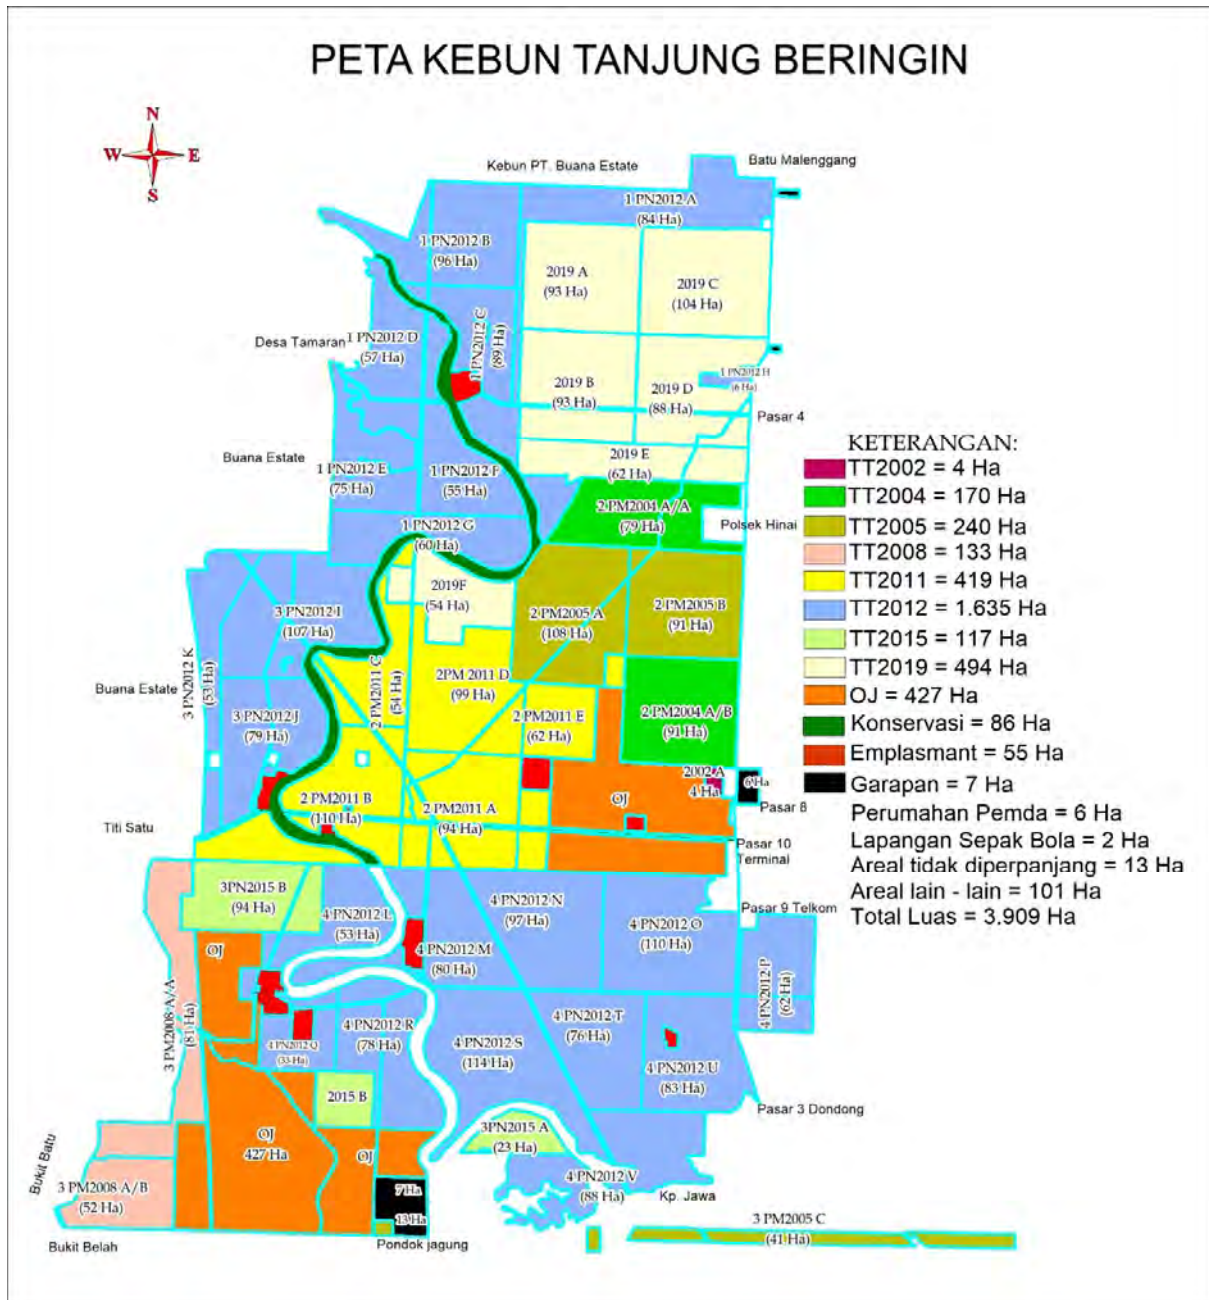 PETA KEBUN TANJUNG BERINGIN
N
W
E
S
Kebun PT. Buana Estate
Batu Malenggang
1 PN2012 A
(84 Ha)
1 PN2012 B
(96 Ha)
2019 A
(93 Ha)
2019 C
(104 Ha)
Desa Tamaran
1 PN2012 D
(57 Ha)
1 PN2012 C
(89 Ha)
1 PN2012 H
(6 Ha)
2019 B
(93 Ha)
2019 D
(88 Ha)
Pasar 4
Buana Estate
1 PN2012 E
(75 Ha)
1 PN2012 F
(55 Ha)
2019 E
(62 Ha)
2 PM2004 A/A
(79 Ha)
Polsek Hinai
1 PN2012 G
(60 Ha)
2019F
(54 Ha)
3 PN2012 I
(107 Ha)
2 PM2005 A
(108 Ha)
2 PM2005 B
(91 Ha)
3 PN2012 K
(53 Ha)
Buana Estate
2 PM2011 C
(54 Ha)
2PM 2011 D
(99 Ha)
3 PN2012 J
(79 Ha)
2 PM2011 E
(62 Ha)
2 PM2004 A/B
(91 Ha)
2002 A
4 Ha
6 Ha
Pasar 8
2 PM2011 B
(110 Ha)
2 PM2011 A
(94 Ha)
OJ
Titi Satu
Pasar 10
Terminal
3PN2015 B
(94 Ha)
4 PN2012 L
(53 Ha)
4 PN2012 N
(97 Ha)
4 PN2012 O
(110 Ha)
Pasar 9 Telkom
OJ
4 PN2012 M
(80 Ha)
4 PN2012 P
(62 Ha)
3 PM2008 A/A
(81 Ha)
4 PN2012 Q
(33 Ha)
4 PN2012 R
(78 Ha)
4 PN2012 S
(114 Ha)
4 PN2012 T
(76 Ha)
4 PN2012 U
(83 Ha)
2015 B
Pasar 3 Dondong
OJ
427 Ha
OJ
3PN2015 A
(23 Ha)
Bukit Batu
3 PM2008 A/B
(52 Ha)
7 Ha
13 Ha
4 PN2012 V
(88 Ha)
Kp. Jawa
3 PM2005 C
(41 Ha)
Bukit Belah
Pondok jagung
KETERANGAN:
TT2002 = 4 Ha
TT2004 = 170 Ha
TT2005 = 240 Ha
TT2008 = 133 Ha
TT2011 = 419 Ha
TT2012 = 1.635 Ha
TT2015 = 117 Ha
TT2019 = 494 Ha
OJ = 427 Ha
Konservasi = 86 Ha
Emplasmant = 55 Ha
Garapan = 7 Ha
Perumahan Pemda = 6 Ha
Lapangan Sepak Bola = 2 Ha
Areal tidak diperpanjang = 13 Ha
Areal lain - lain = 101 Ha
Total Luas = 3.909 Ha